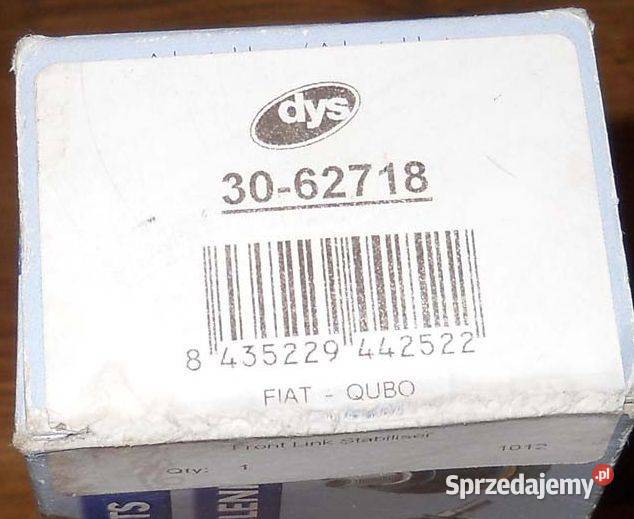 dys
30-62718
8 435229 442522
FIAT - QUBO
Front Link Stabiliser
Qty: 1 1012
Sprzedajemy.pl